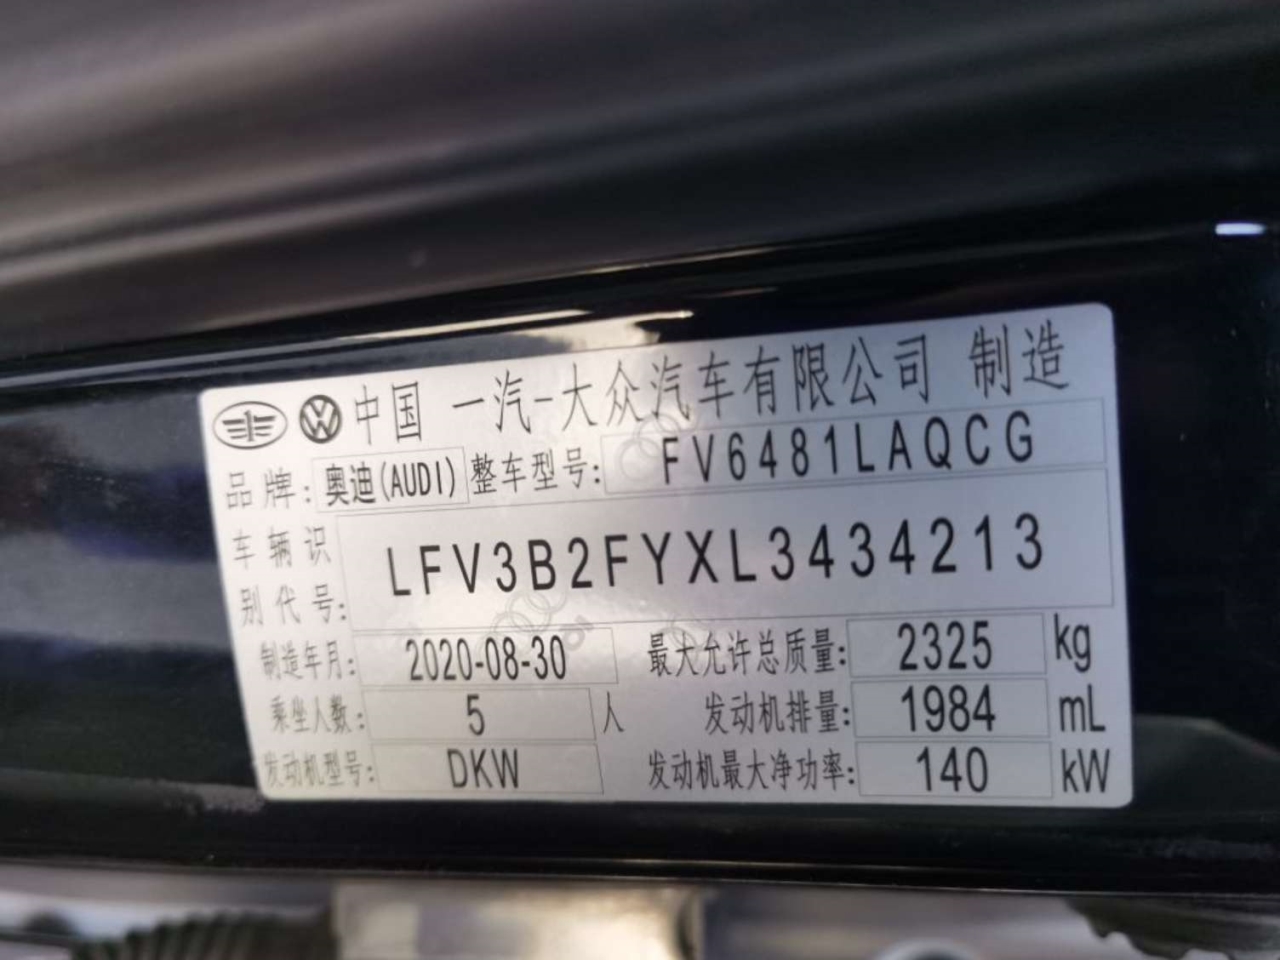 中国 一汽-大众汽车有限公司 制造
品牌: 奥迪(AUDI) 整车型号: FV6481LAQCG
车辆识别代号: LFV3B2FYXL3434213
制造年月: 2020-08-30 最大允许总质量: 2325 kg
乘坐人数: 5 人 发动机排量: 1984 mL
发动机型号: DKW 发动机最大净功率: 140 kW